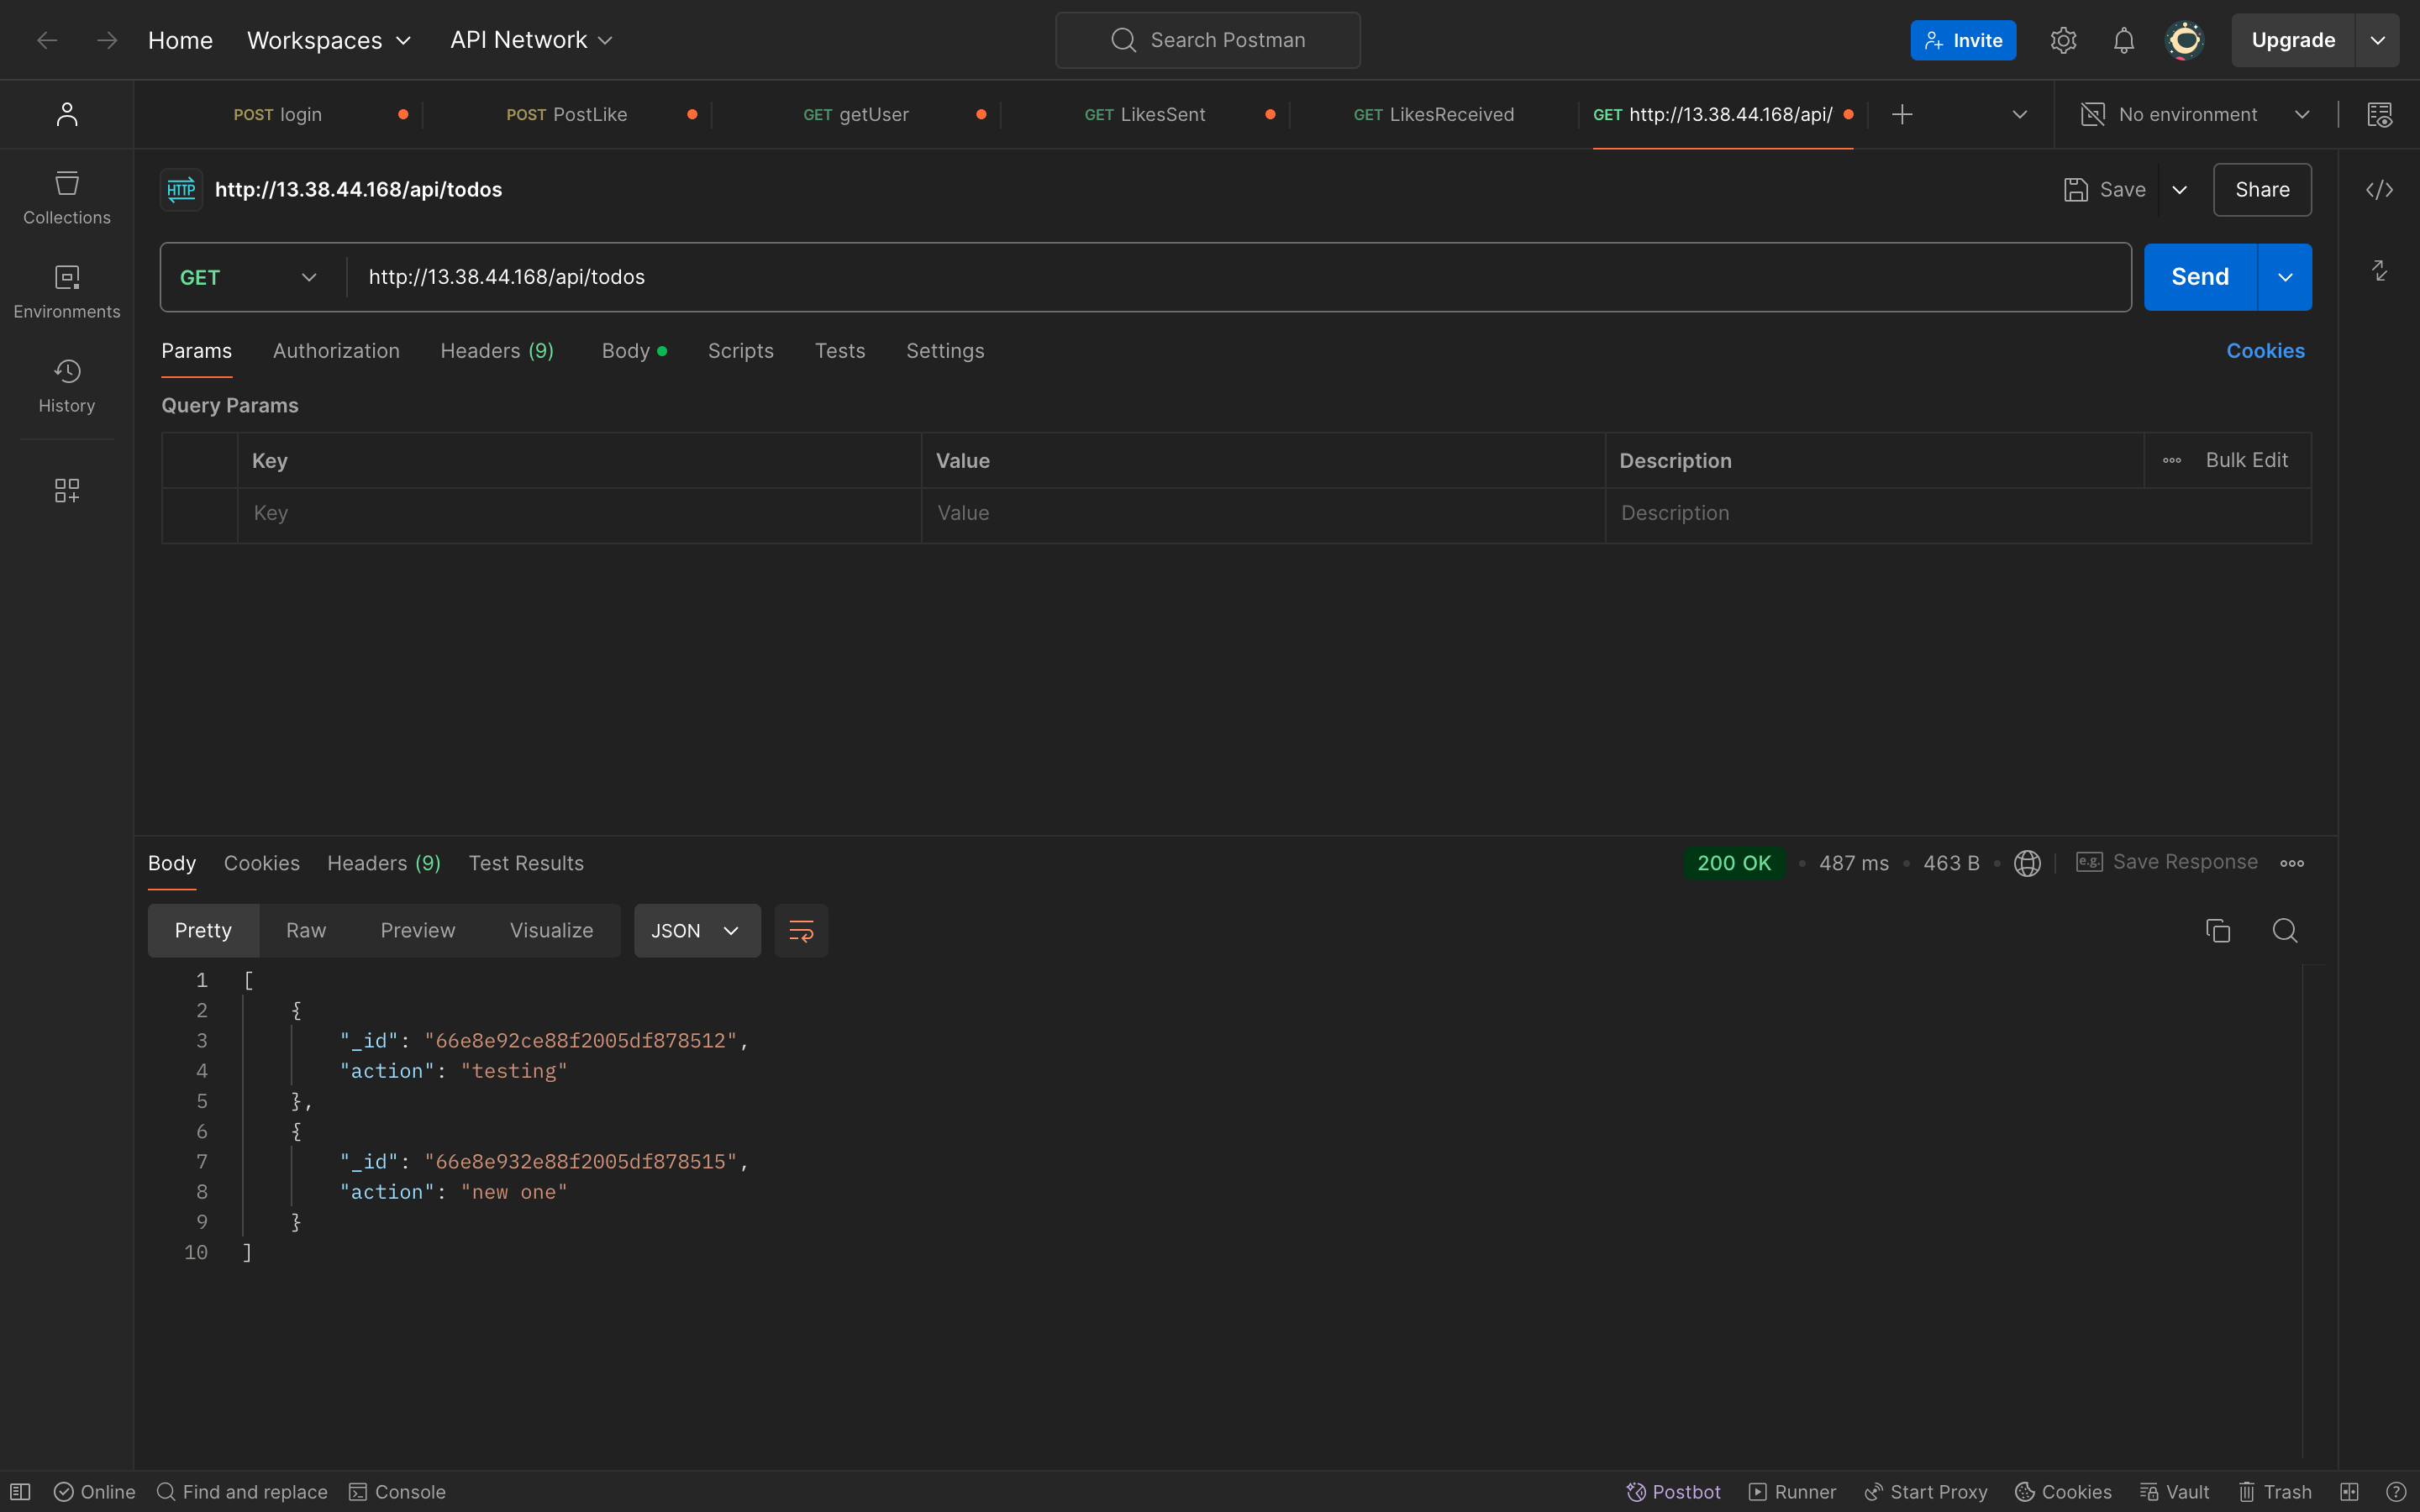 Home Workspaces API Network Search Postman Invite Upgrade
POST login POST PostLike GET getUser GET LikesSent GET LikesReceived GET http://13.38.44.168/api/ No environment
HTTP http://13.38.44.168/api/todos Save Share
Collections
GET http://13.38.44.168/api/todos Send
Environments
Params Authorization Headers (9) Body Scripts Tests Settings Cookies
History
Query Params
Key Value Description Bulk Edit
Key Value Description
Body Cookies Headers (9) Test Results 200 OK 487 ms 463 B e.g. Save Response
Pretty Raw Preview Visualize JSON
1 [
2 {
3 "_id": "66e8e92ce88f2005df878512",
4 "action": "testing"
5 },
6 {
7 "_id": "66e8e932e88f2005df878515",
8 "action": "new one"
9 }
10 ]
Online Find and replace Console Postbot Runner Start Proxy Cookies Vault Trash